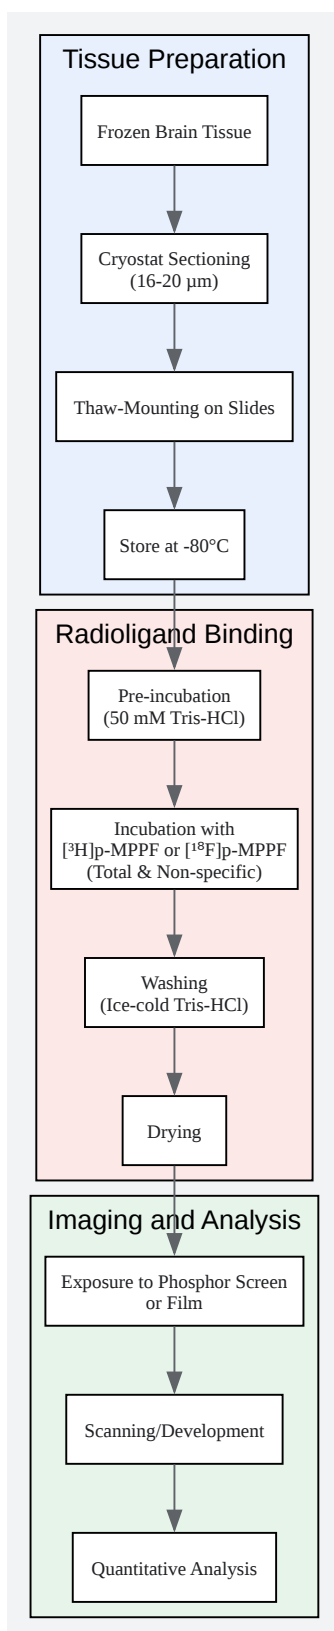 Tissue Preparation
Frozen Brain Tissue
Cryostat Sectioning
(16-20 µm)
Thaw-Mounting on Slides
Store at -80°C
Radioligand Binding
Pre-incubation
(50 mM Tris-HCl)
Incubation with
[³H]p-MPPF or [¹⁸F]p-MPPF
(Total & Non-specific)
Washing
(Ice-cold Tris-HCl)
Drying
Imaging and Analysis
Exposure to Phosphor Screen
or Film
Scanning/Development
Quantitative Analysis